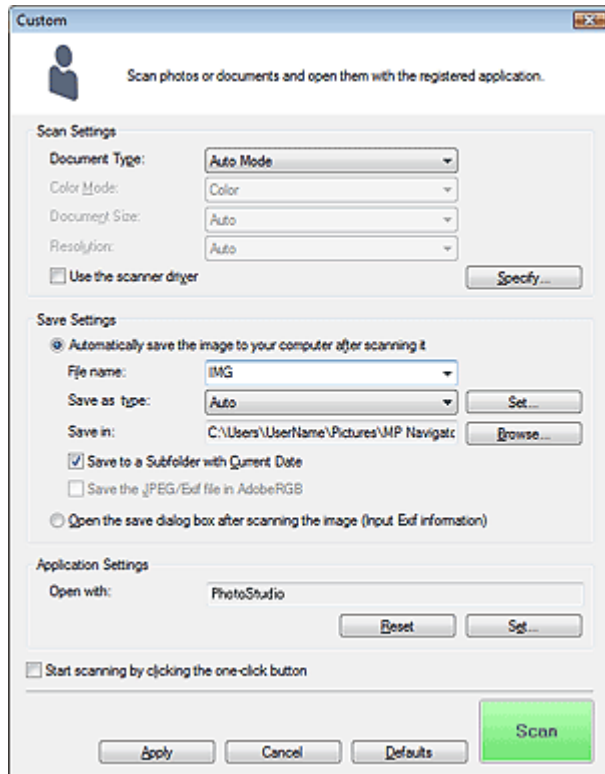 Custom
Scan photos or documents and open them with the registered application.
Scan Settings
Document Type: Auto Mode
Color Mode: Color
Document Size: Auto
Resolution: Auto
Use the scanner driver Specify...
Save Settings
Automatically save the image to your computer after scanning it
File name: IMG
Save as type: Auto Set...
Save in: C:\Users\UserName\Pictures\MP Navigato Browse...
Save to a Subfolder with Current Date
Save the JPEG/Exif file in AdobeRGB
Open the save dialog box after scanning the image (Input Exif information)
Application Settings
Open with: PhotoStudio
Reset Set...
Start scanning by clicking the one-click button
Scan
Apply Cancel Defaults